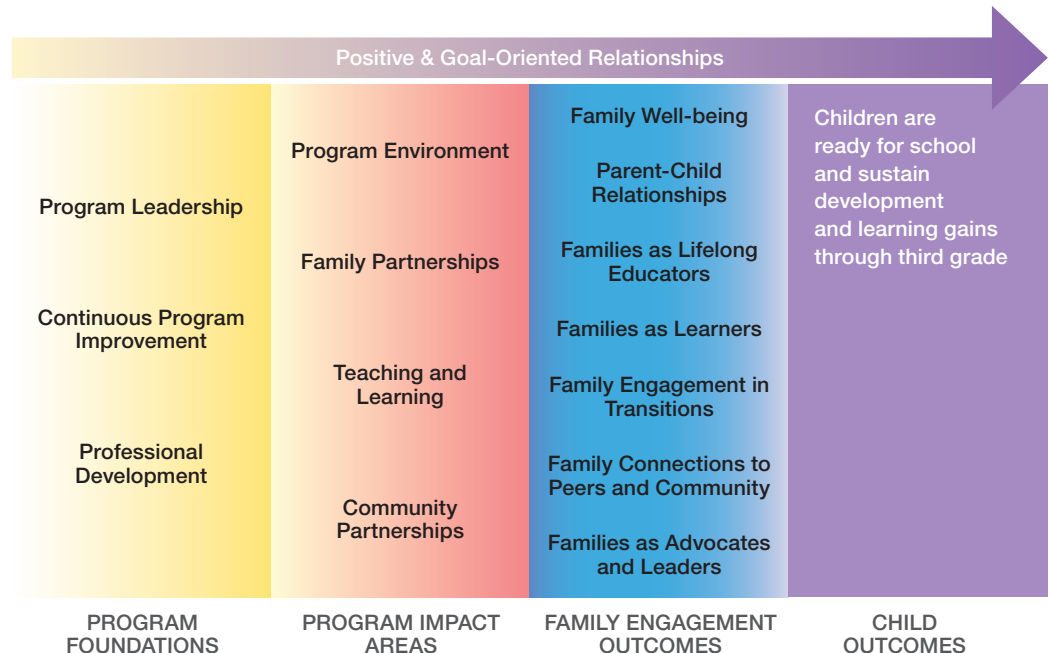 Positive & Goal-Oriented Relationships
Program Leadership
Continuous Program
Improvement
Professional
Development
PROGRAM
FOUNDATIONS
Program Environment
Family Partnerships
Teaching and
Learning
Community
Partnerships
PROGRAM IMPACT
AREAS
Family Well-being
Parent-Child
Relationships
Families as Lifelong
Educators
Families as Learners
Family Engagement in
Transitions
Family Connections to
Peers and Community
Families as Advocates
and Leaders
FAMILY ENGAGEMENT
OUTCOMES
Children are
ready for school
and sustain
development
and learning gains
through third grade
CHILD
OUTCOMES